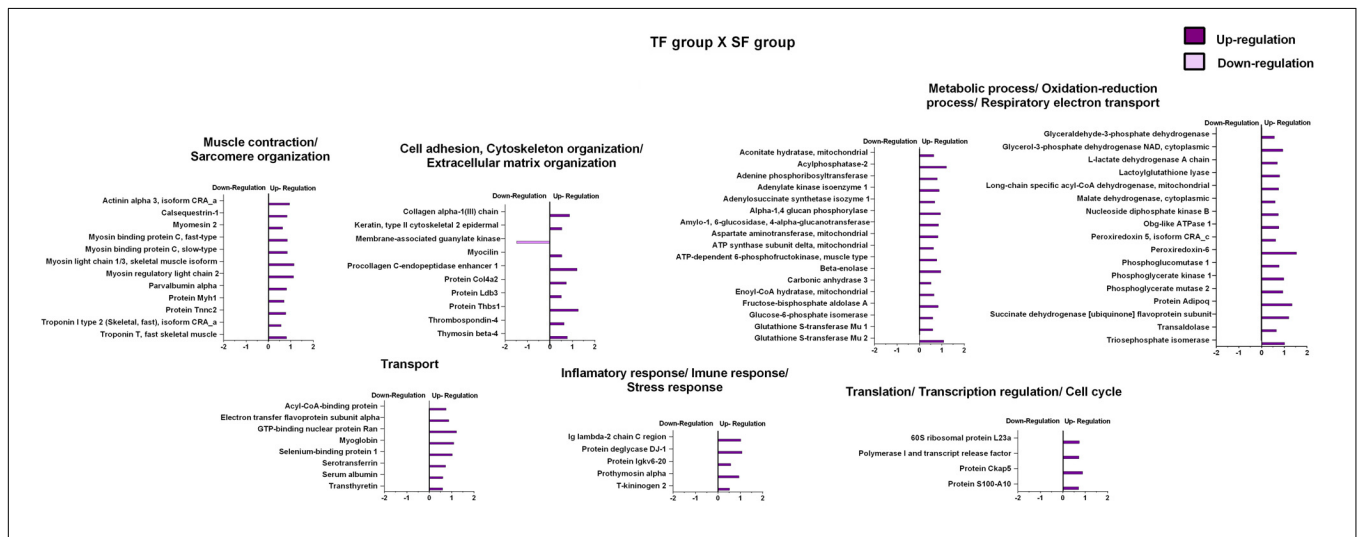 TF group X SF group
Up-regulation
Down-regulation
Muscle contraction/
Sarcomere organization
Down-Regulation Up- Regulation
Actinin alpha 3, isoform CRA_a
Calsequestrin-1
Myomesin 2
Myosin binding protein C, fast-type
Myosin binding protein C, slow-type
Myosin light chain 1/3, skeletal muscle isoform
Myosin regulatory light chain 2
Parvalbumin alpha
Protein Myh1
Protein Tnnc2
Troponin I type 2 (Skeletal, fast), isoform CRA_a
Troponin T, fast skeletal muscle
-2 -1 0 1 2
Cell adhesion, Cytoskeleton organization/
Extracellular matrix organization
Down-Regulation Up- Regulation
Collagen alpha-1(III) chain
Keratin, type II cytoskeletal 2 epidermal
Membrane-associated guanylate kinase
Myocilin
Procollagen C-endopeptidase enhancer 1
Protein Col4a2
Protein Ldb3
Protein Thbs1
Thrombospondin-4
Thymosin beta-4
-2 -1 0 1 2
Metabolic process/ Oxidation-reduction
process/ Respiratory electron transport
Down-Regulation Up- Regulation
Aconitate hydratase, mitochondrial
Acylphosphatase-2
Adenine phosphoribosyltransferase
Adenylate kinase isoenzyme 1
Adenylosuccinate synthetase isozyme 1
Alpha-1,4 glucan phosphorylase
Amylo-1, 6-glucosidase, 4-alpha-glucanotransferase
Aspartate aminotransferase, mitochondrial
ATP synthase subunit delta, mitochondrial
ATP-dependent 6-phosphofructokinase, muscle type
Beta-enolase
Carbonic anhydrase 3
Enoyl-CoA hydratase, mitochondrial
Fructose-bisphosphate aldolase A
Glucose-6-phosphate isomerase
Glutathione S-transferase Mu 1
Glutathione S-transferase Mu 2
-2 -1 0 1 2
Down-Regulation Up- Regulation
Glyceraldehyde-3-phosphate dehydrogenase
Glycerol-3-phosphate dehydrogenase NAD, cytoplasmic
L-lactate dehydrogenase A chain
Lactoylglutathione lyase
Long-chain specific acyl-CoA dehydrogenase, mitochondrial
Malate dehydrogenase, cytoplasmic
Nucleoside diphosphate kinase B
Obg-like ATPase 1
Peroxiredoxin 5, isoform CRA_c
Peroxiredoxin-6
Phosphoglucomutase 1
Phosphoglycerate kinase 1
Phosphoglycerate mutase 2
Protein Adipoq
Succinate dehydrogenase [ubiquinone] flavoprotein subunit
Transaldolase
Triosephosphate isomerase
-2 -1 0 1 2
Transport
Down-Regulation Up- Regulation
Acyl-CoA-binding protein
Electron transfer flavoprotein subunit alpha
GTP-binding nuclear protein Ran
Myoglobin
Selenium-binding protein 1
Serotransferrin
Serum albumin
Transthyretin
-2 -1 0 1 2
Inflamatory response/ Imune response/
Stress response
Down-Regulation Up- Regulation
Ig lambda-2 chain C region
Protein deglycase DJ-1
Protein Igkv6-20
Prothymosin alpha
T-kininogen 2
-2 -1 0 1 2
Translation/ Transcription regulation/ Cell cycle
Down-Regulation Up- Regulation
60S ribosomal protein L23a
Polymerase I and transcript release factor
Protein Ckap5
Protein S100-A10
-2 -1 0 1 2